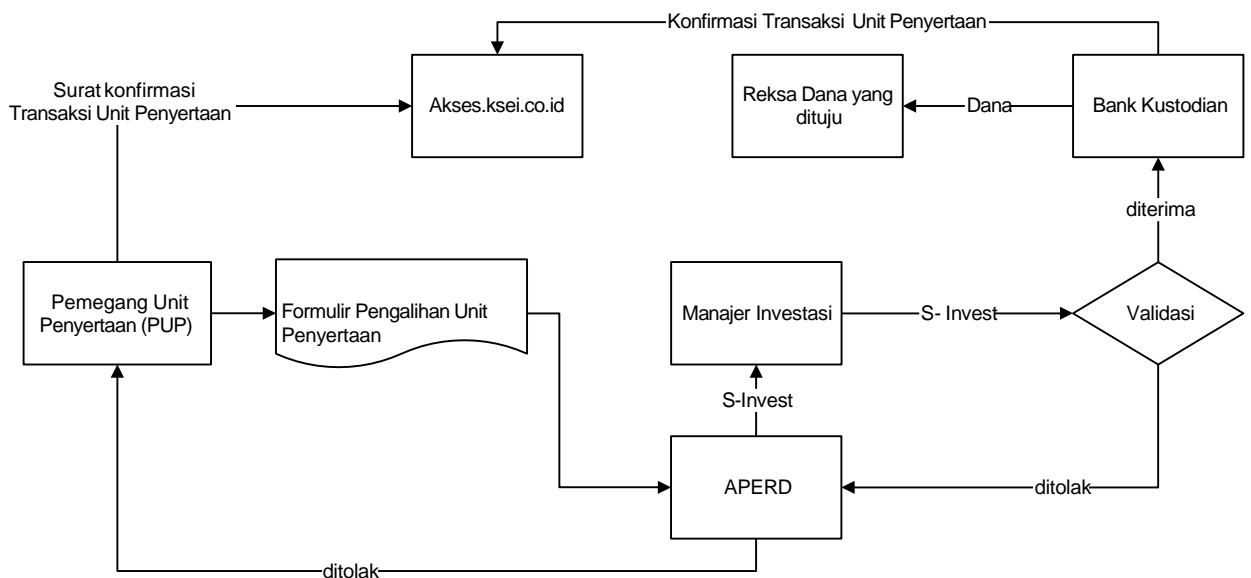 Konfirmasi Transaksi Unit Penyertaan
Surat konfirmasi
Transaksi Unit Penyertaan
Akses.ksei.co.id
Reksa Dana yang
dituju
Dana
Bank Kustodian
diterima
Pemegang Unit
Penyertaan (PUP)
Formulir Pengalihan Unit
Penyertaan
Manajer Investasi
S- Invest
Validasi
S-Invest
APERD
ditolak
ditolak